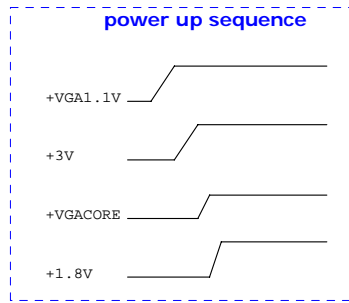 power up sequence
+VGA1.1V
+3V
+VGACORE
+1.8V